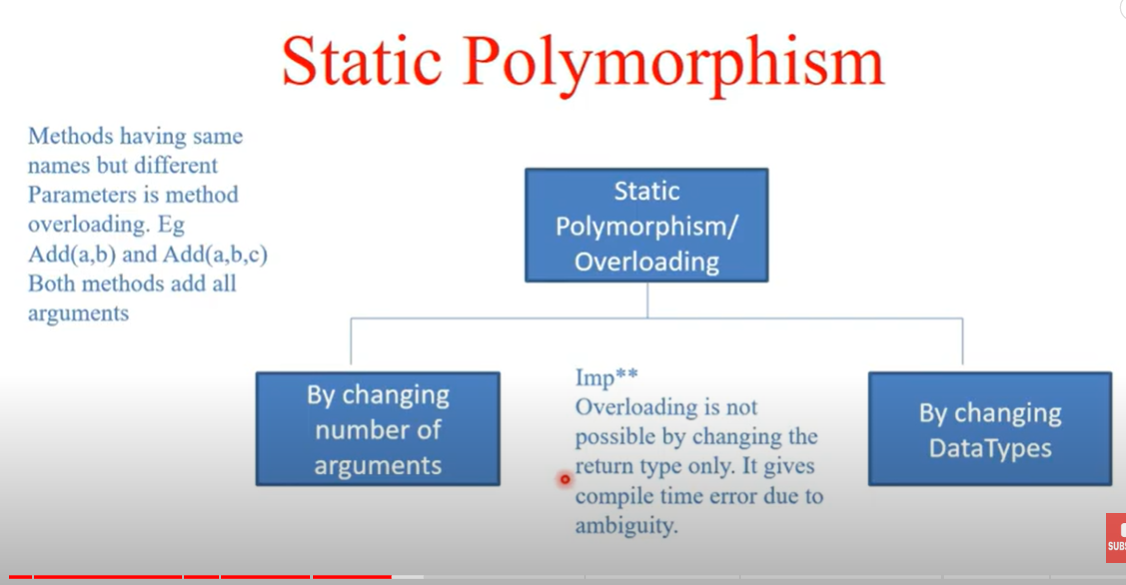 Static Polymorphism
Methods having same
names but different
Parameters is method
overloading. Eg
Add(a,b) and Add(a,b,c)
Both methods add all
arguments
Static
Polymorphism/
Overloading
By changing
number of
arguments
Imp**
Overloading is not
possible by changing the
return type only. It gives
compile time error due to
ambiguity.
By changing
DataTypes
SUBS